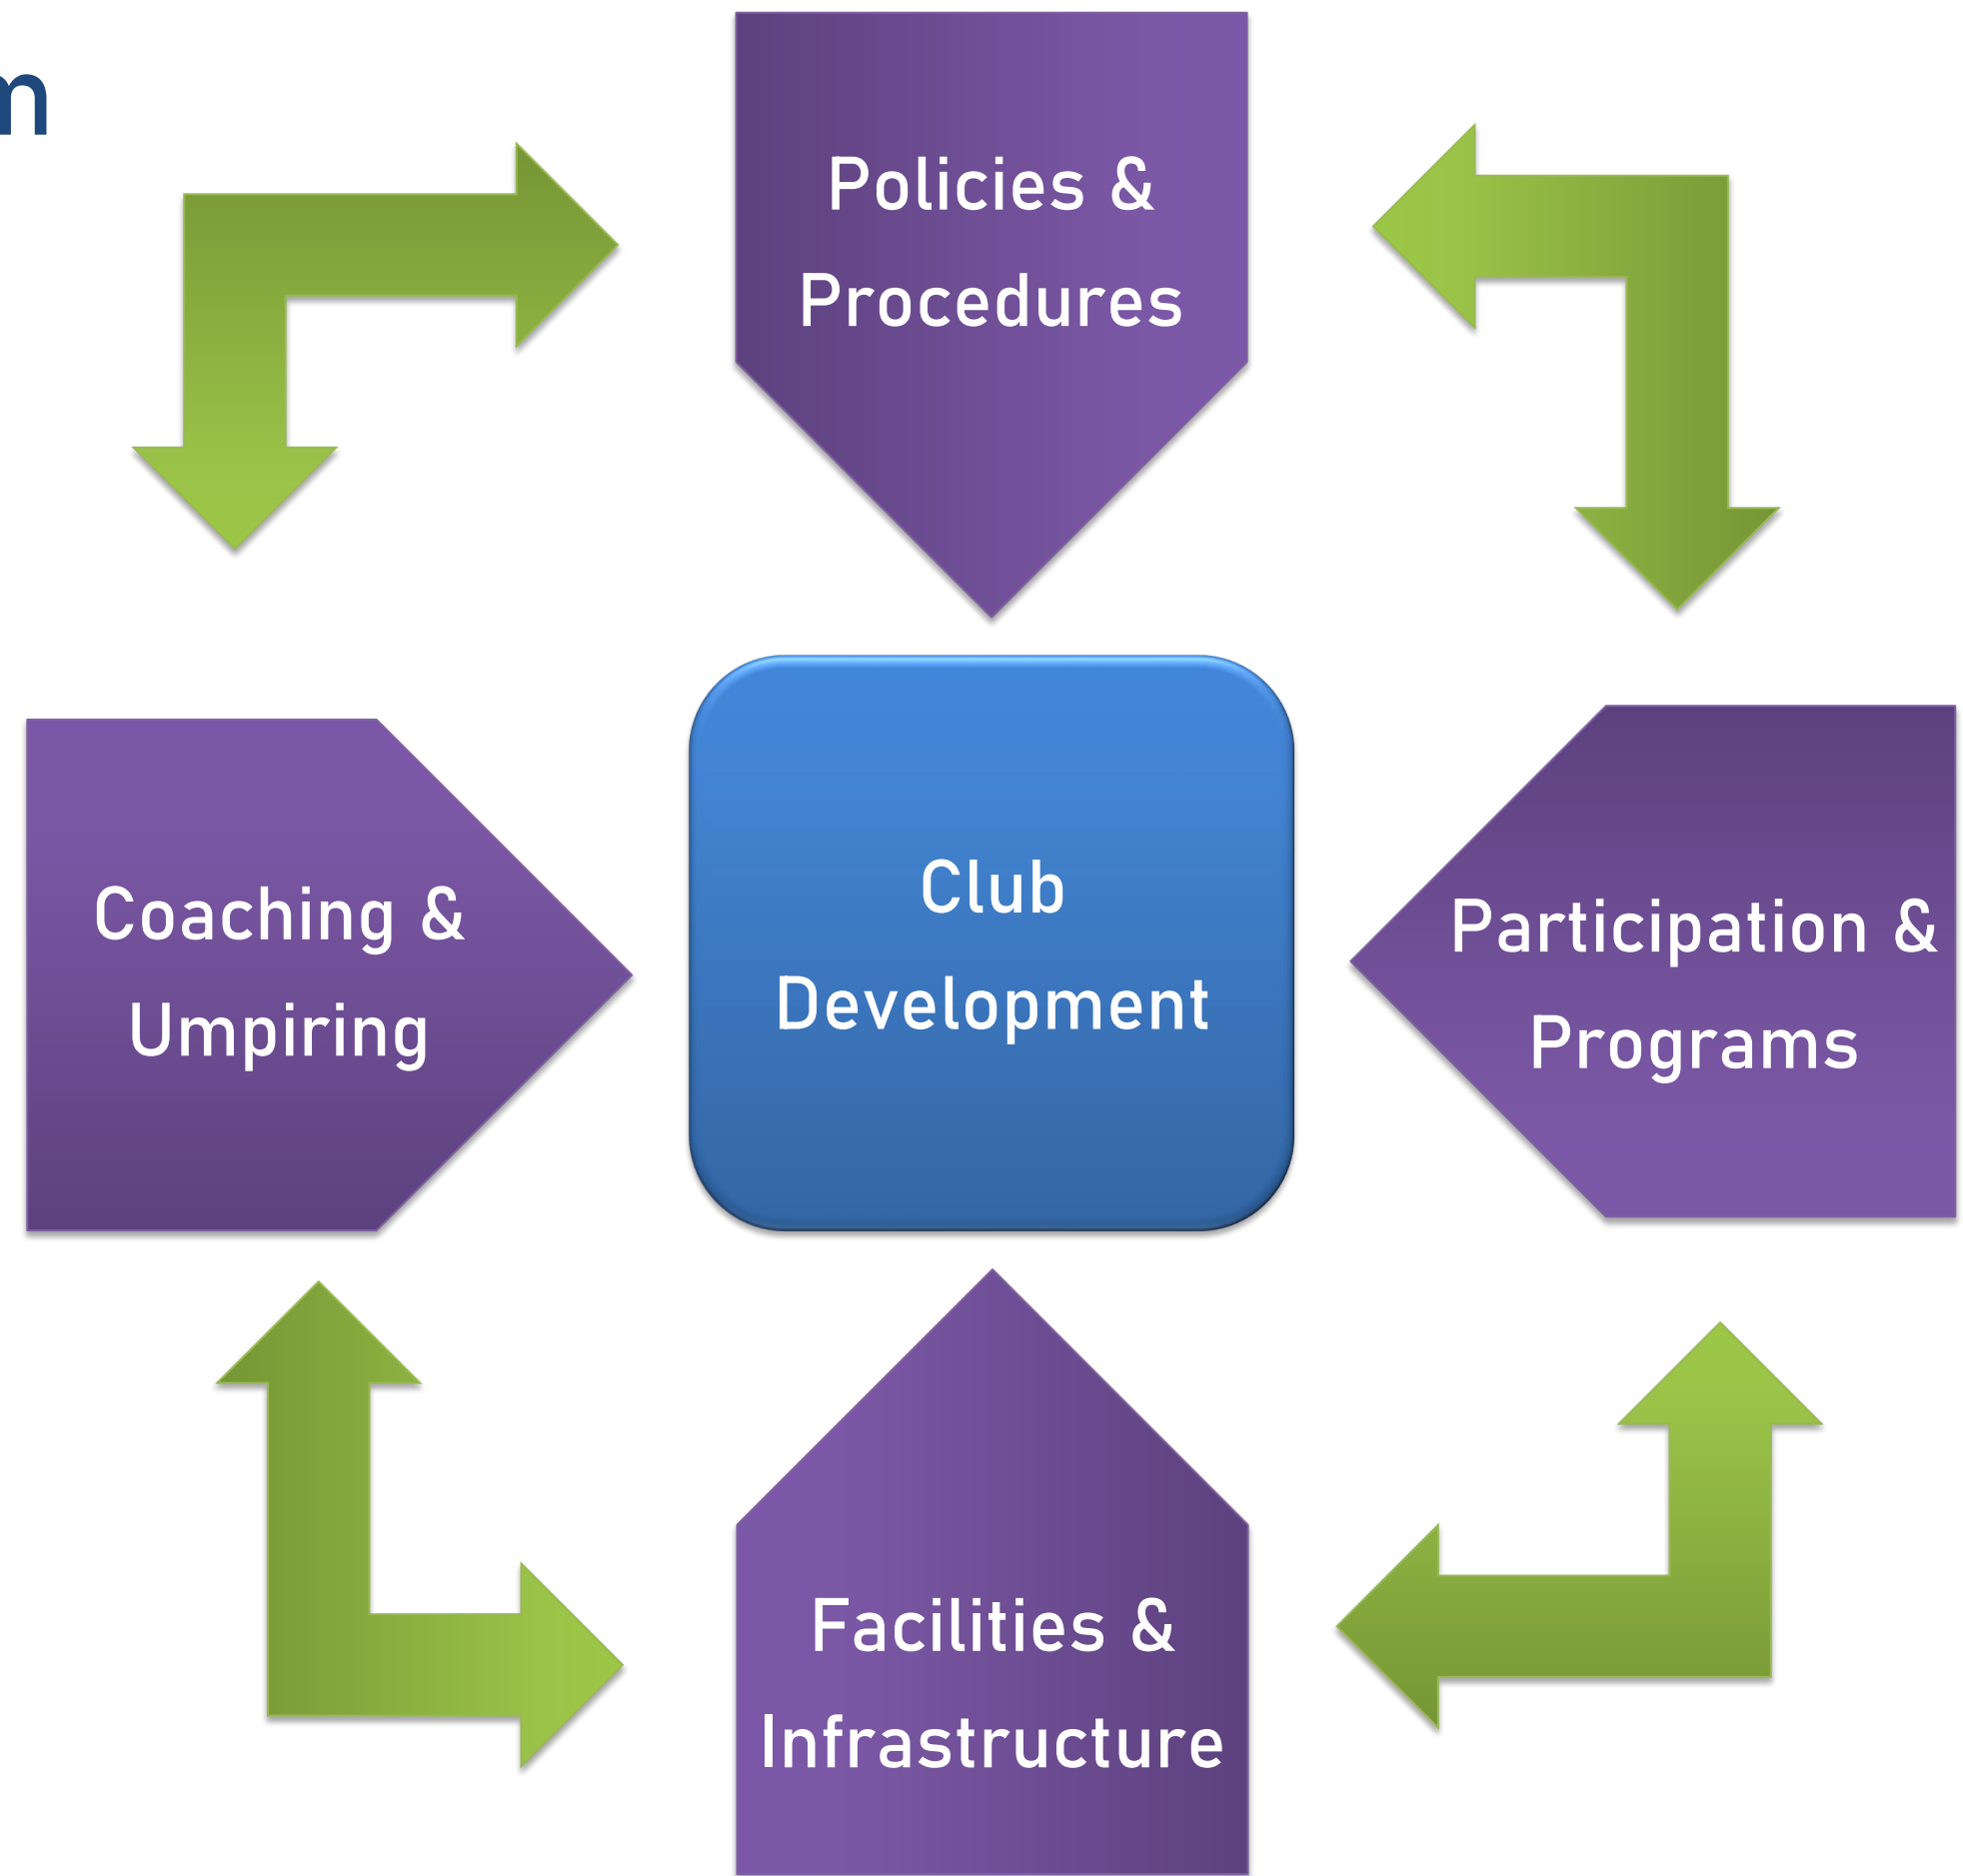 Policies &
Procedures
Coaching &
Umpiring
Club
Development
Participation &
Programs
Facilities &
Infrastructure